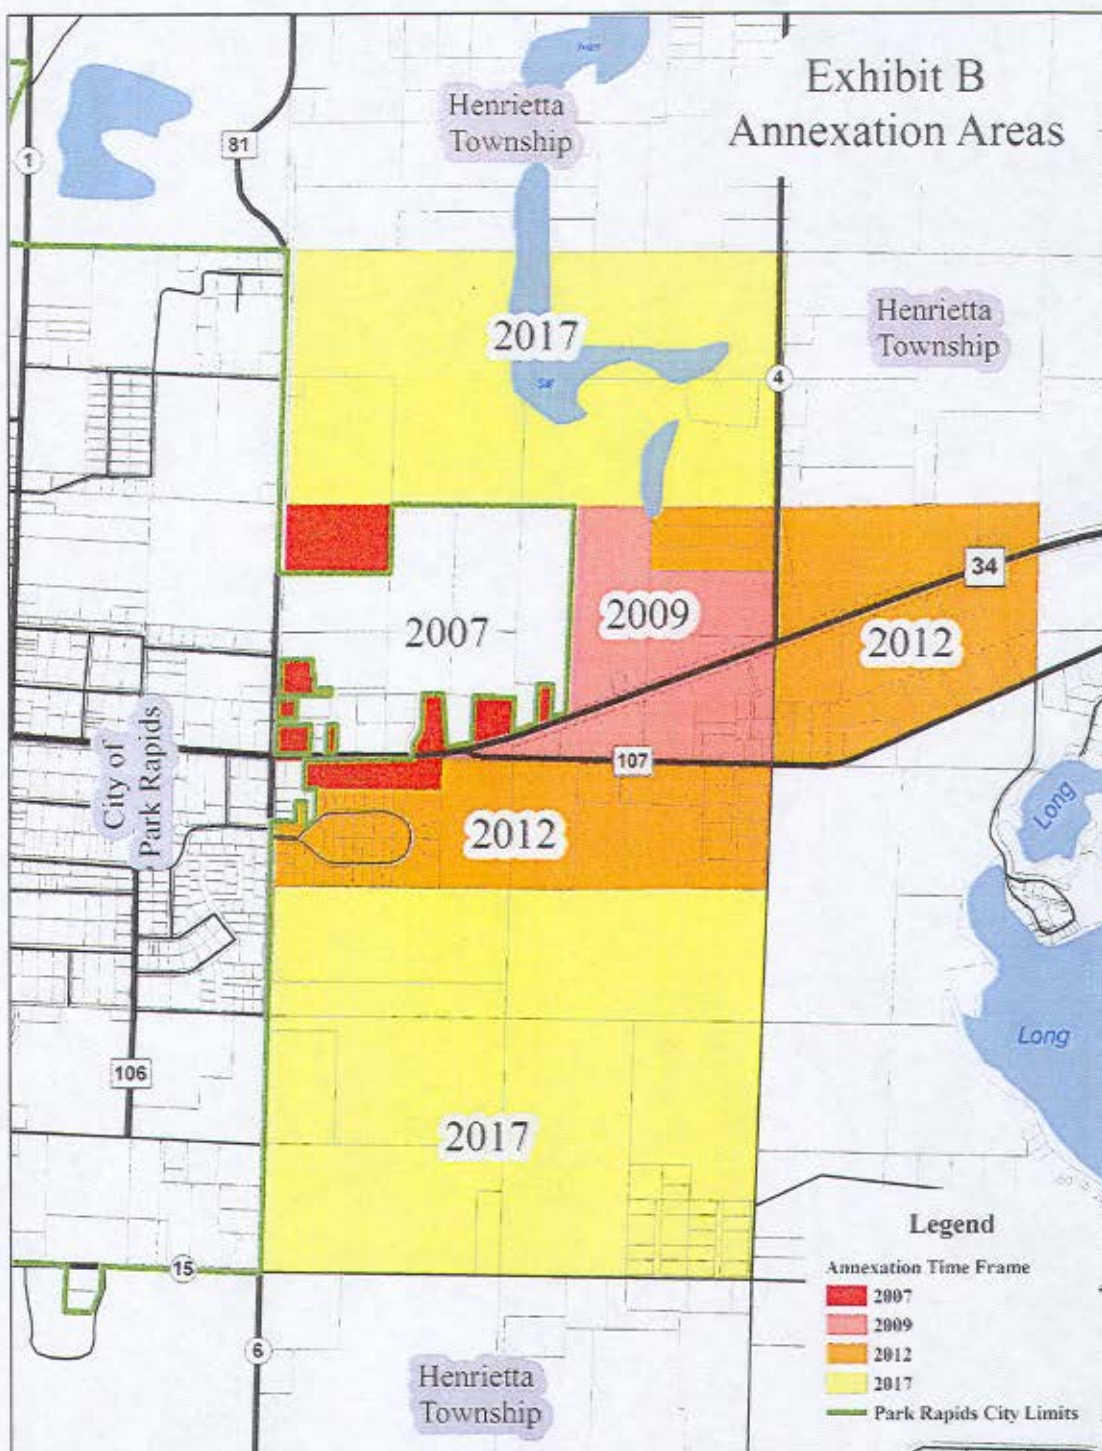 Exhibit B
Annexation Areas
Henrietta
Township
81
1
Henrietta
Township
2017
4
34
2007
2009
2012
City of
Park Rapids
107
2012
Long
Long
106
2017
15
6
Henrietta
Township
Legend
Annexation Time Frame
2007
2009
2012
2017
Park Rapids City Limits